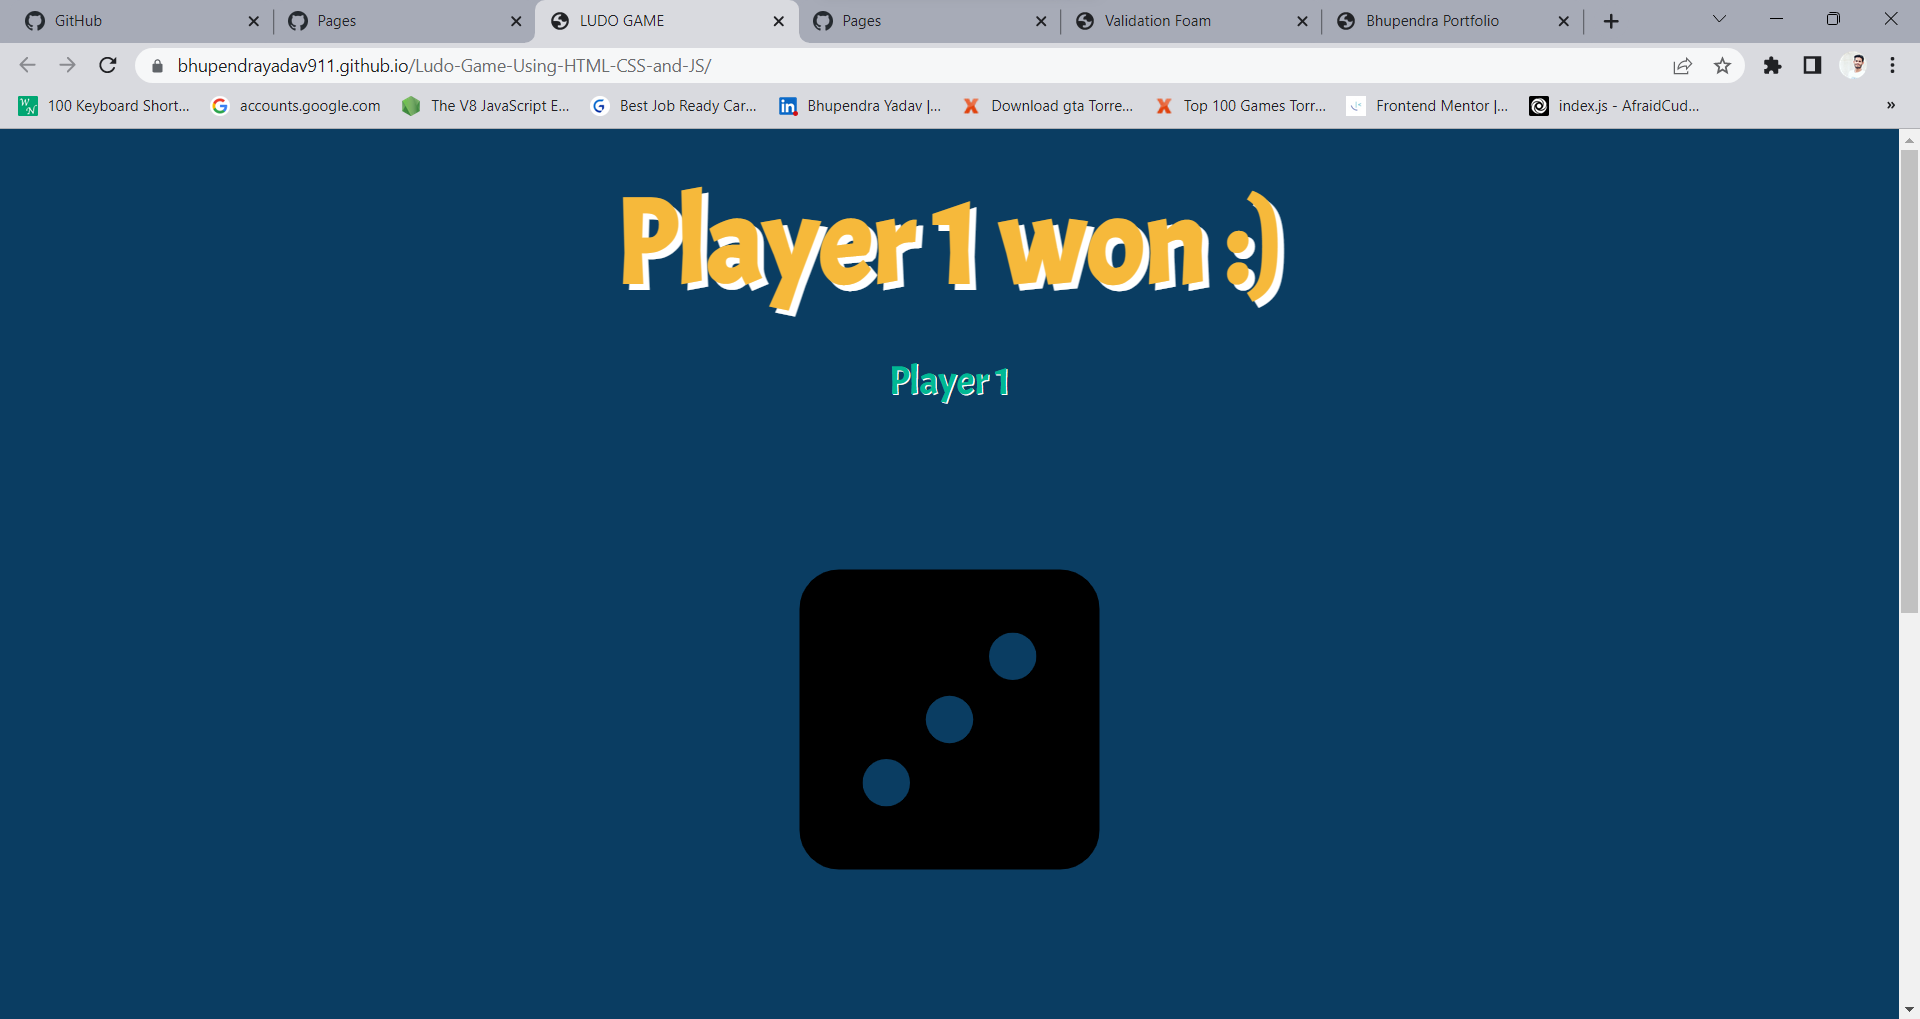 GitHub
Pages
LUDO GAME
Pages
Validation Foam
Bhupendra Portfolio
bhupendrayadav911.github.io/Ludo-Game-Using-HTML-CSS-and-JS/
100 Keyboard Short...
accounts.google.com
The V8 JavaScript E...
Best Job Ready Car...
Bhupendra Yadav |...
Download gta Torre...
Top 100 Games Torr...
Frontend Mentor |...
index.js - AfraidCud...
»
Player 1 won :)
Player 1